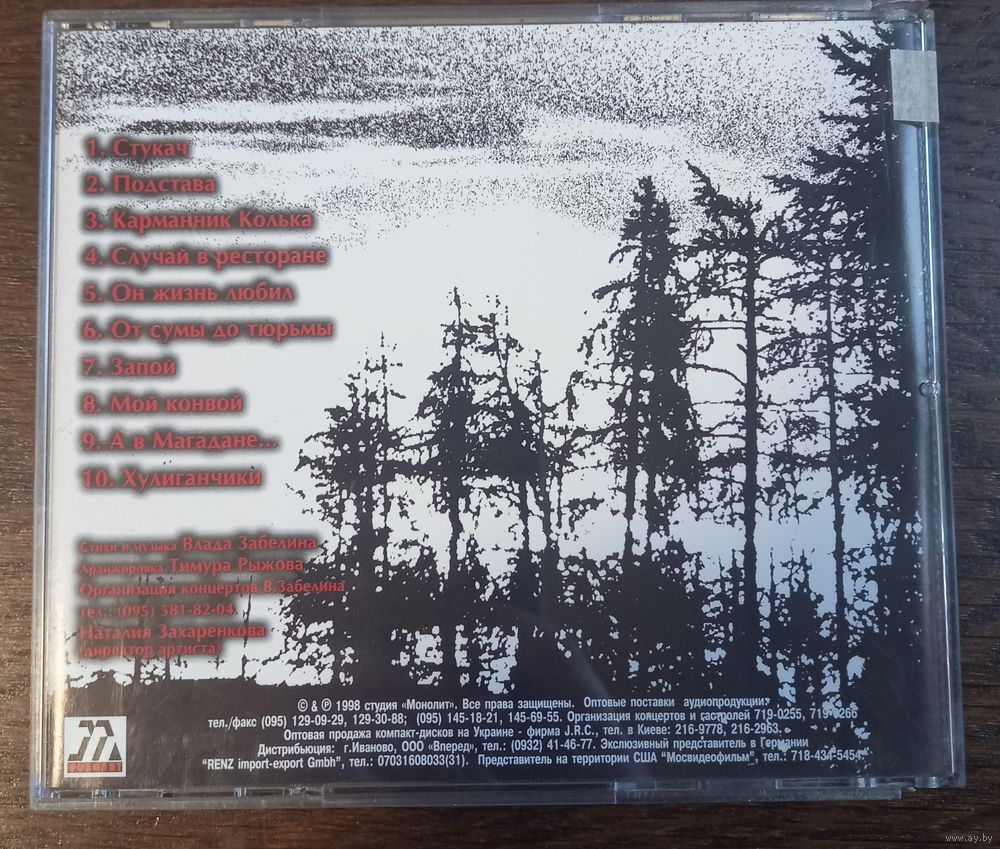 1. Стукач
2. Подстава
3. Карманник Колька
4. Случай в ресторане
5. Он жизнь любил
6. От сумы до тюрьмы
7. Запой
8. Мой конвой
9. А в Магадане...
10. Хулиганчики
Стихи и музыка Влада Забелина
Аранжировка Тимура Рыжова
Организация концертов В.Забелина
тел.: (095) 581-82-04
Наталия Захаренкова
(директор артиста)
© & ℗ 1998 студия «Монолит». Все права защищены. Оптовые поставки аудиопродукции:
тел./факс (095) 129-09-29, 129-30-88; (095) 145-18-21, 145-69-55. Организация концертов и гастролей 719-0255, 719-0266
Оптовая продажа компакт-дисков на Украине - фирма J.R.C., тел. в Киеве: 216-9778, 216-2963.
Дистрибьюция: г.Иваново, ООО «Вперед», тел.: (0932) 41-46-77. Эксклюзивный представитель в Германии
"RENZ import-export Gmbh", тел.: 07031608033(31). Представитель на территории США "Мосвидеофильм", тел.: 718-434-5454.
МОНОЛИТ
www.ay.by